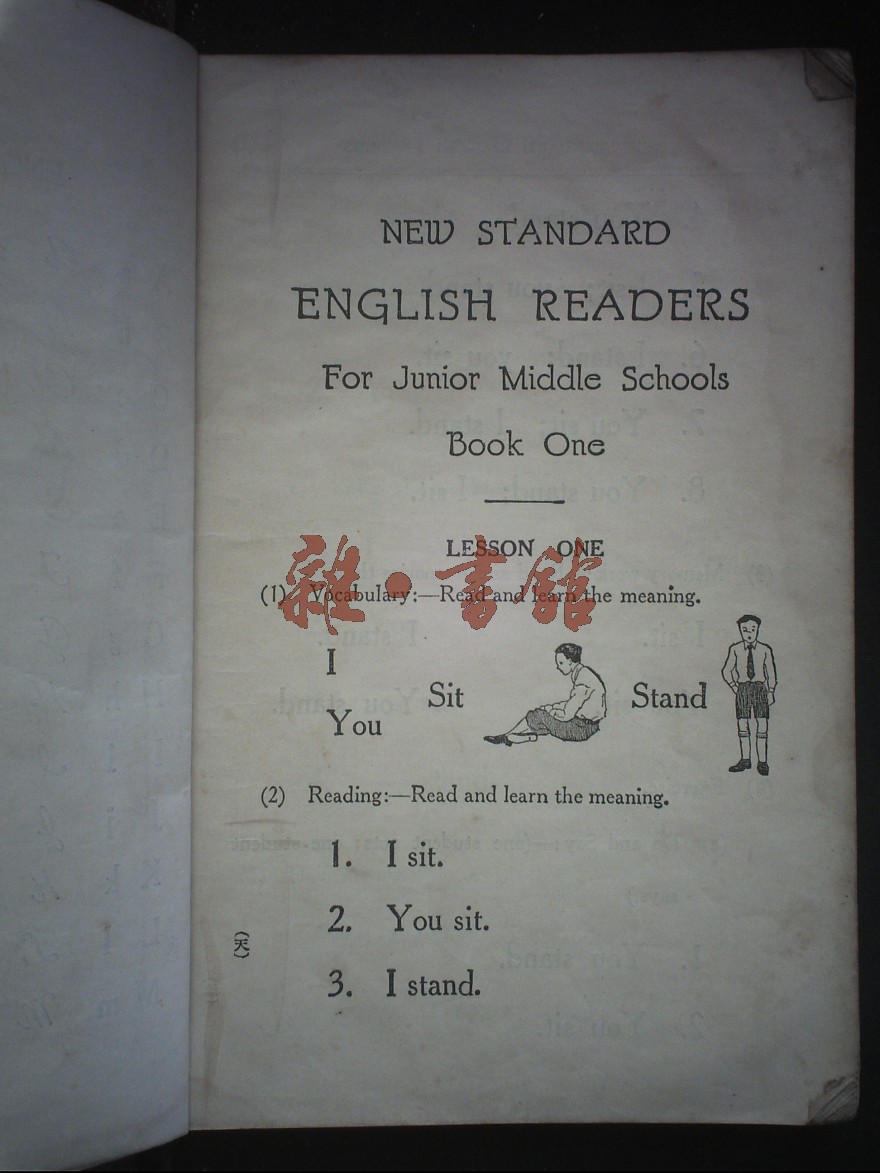 NEW STANDARD
ENGLISH READERS
For Junior Middle Schools
Book One
LESSON ONE
雜·書館
(1) Vocabulary:—Read and learn the meaning.
I
You
Sit
Stand
(2) Reading:—Read and learn the meaning.
1. I sit.
2. You sit.
3. I stand.
(天)